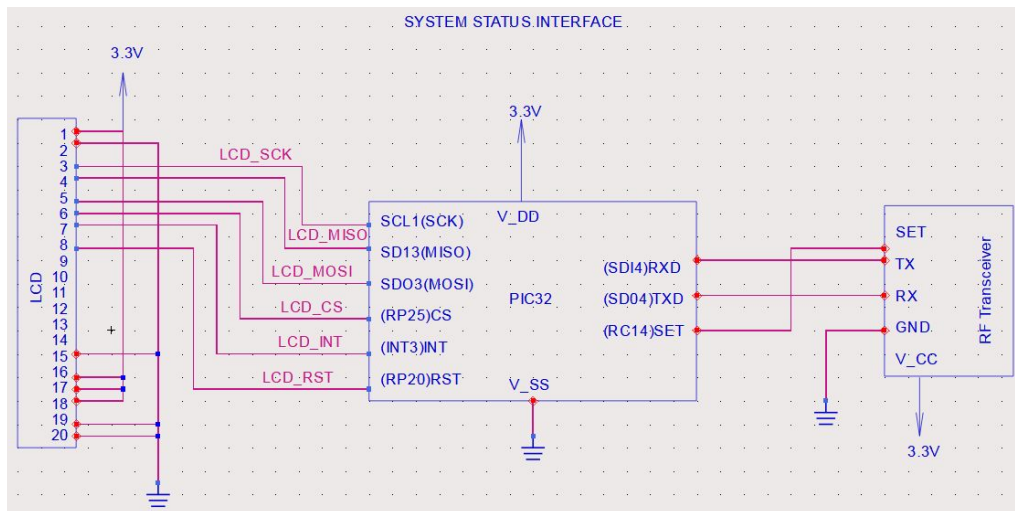 SYSTEM STATUS INTERFACE
3.3V
LCD
1
2
3
4
5
6
7
8
9
10
11
12
13
14
15
16
17
18
19
20
LCD_SCK
LCD_MISO
LCD_MOSI
LCD_CS
LCD_INT
LCD_RST
3.3V
V_DD
SCL1(SCK)
SD13(MISO)
SDO3(MOSI)
(RP25)CS
(INT3)INT
(RP20)RST
PIC32
(SDI4)RXD
(SD04)TXD
(RC14)SET
V_SS
SET
TX
RX
GND
V_CC
RF Transceiver
3.3V